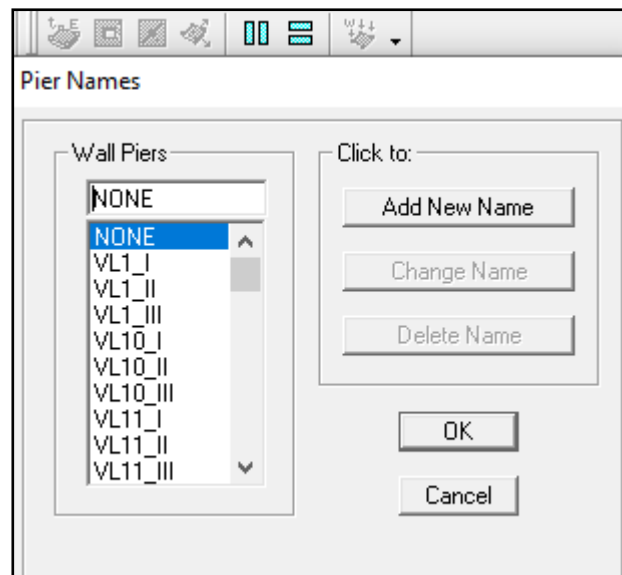 Pier Names
Wall Piers
NONE
NONE
VL1_I
VL1_II
VL1_III
VL10_I
VL10_II
VL10_III
VL11_I
VL11_II
VL11_III
Click to:
Add New Name
Change Name
Delete Name
OK
Cancel